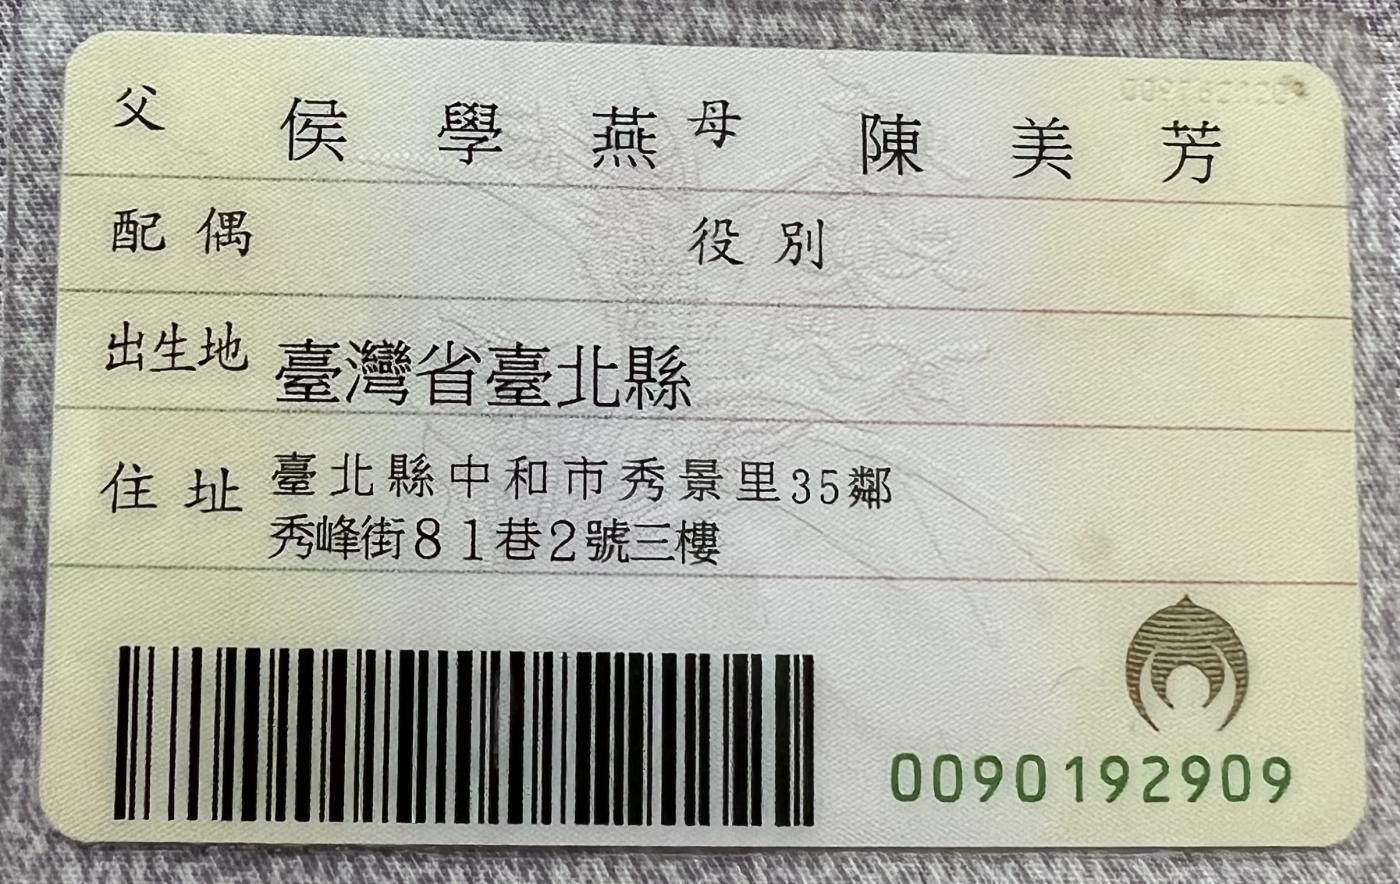 父 侯學燕 母 陳美芳
配偶 役別
出生地 臺灣省臺北縣
住址 臺北縣中和市秀景里35鄰
秀峰街81巷2號三樓
0090192909